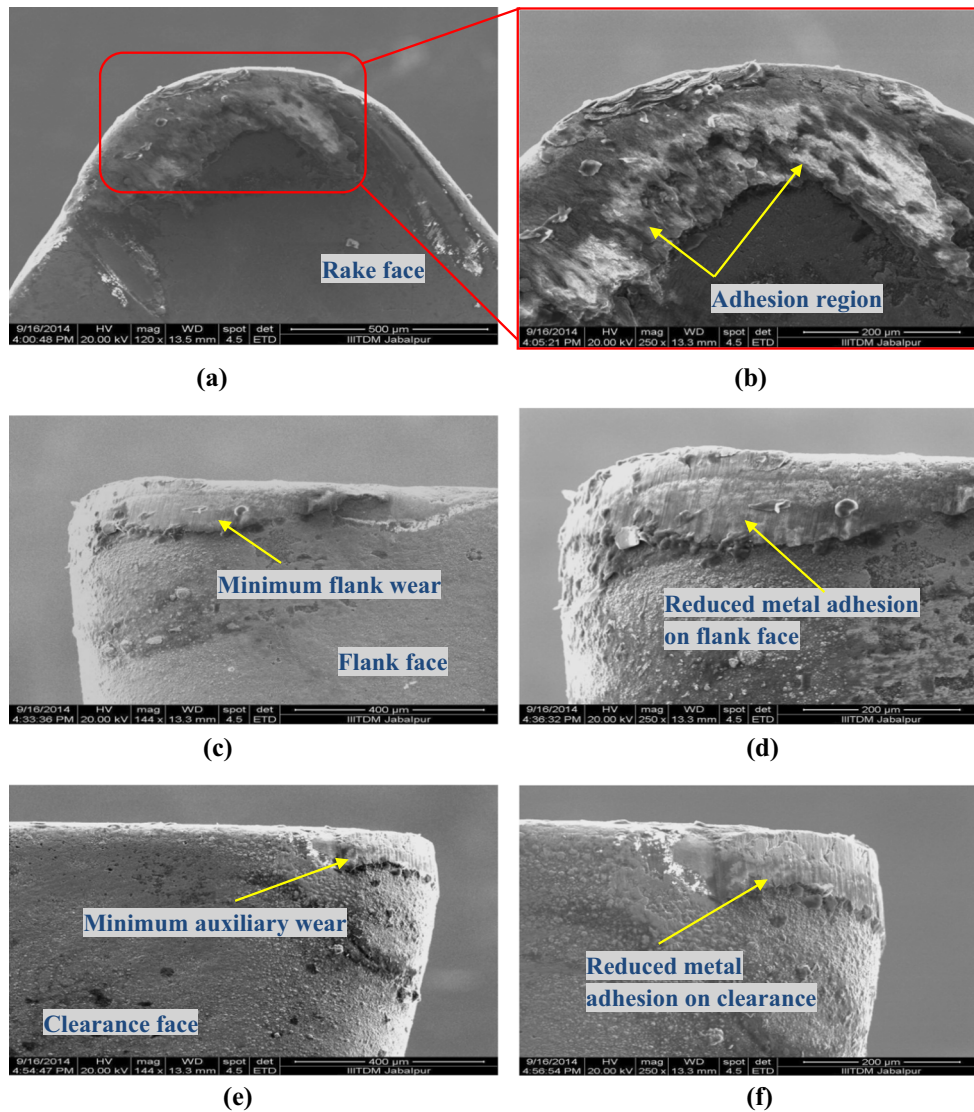 Rake face
9/16/2014 HV mag WD spot det 500 µm
4:00:48 PM 20.00 kV 120 x 13.5 mm 4.5 ETD IIITDM Jabalpur
(a)
Adhesion region
9/16/2014 HV mag WD spot det 200 µm
4:05:21 PM 20.00 kV 250 x 13.3 mm 4.5 ETD IIITDM Jabalpur
(b)
Minimum flank wear
Flank face
9/16/2014 HV mag WD spot det 400 µm
4:33:36 PM 20.00 kV 144 x 13.3 mm 4.5 ETD IIITDM Jabalpur
(c)
Reduced metal adhesion
on flank face
9/16/2014 HV mag WD spot det 200 µm
4:36:32 PM 20.00 kV 250 x 13.3 mm 4.5 ETD IIITDM Jabalpur
(d)
Minimum auxiliary wear
Clearance face
9/16/2014 HV mag WD spot det 400 µm
4:54:47 PM 20.00 kV 144 x 13.3 mm 4.5 ETD IIITDM Jabalpur
(e)
Reduced metal
adhesion on clearance
9/16/2014 HV mag WD spot det 200 µm
4:56:54 PM 20.00 kV 250 x 13.3 mm 4.5 ETD IIITDM Jabalpur
(f)